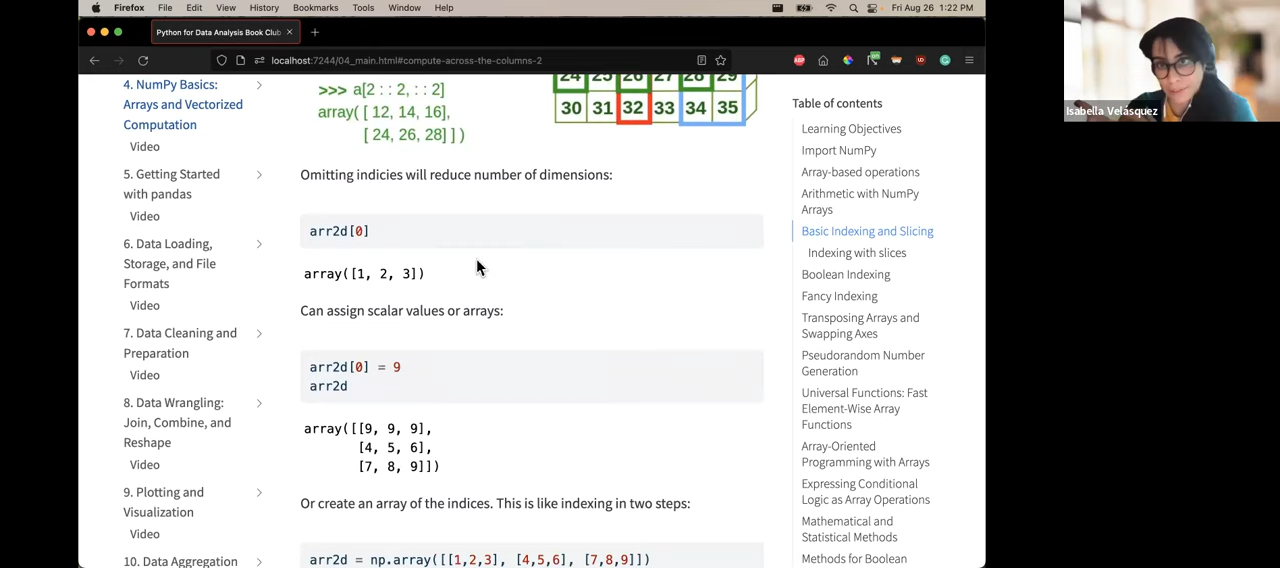 Firefox File Edit View History Bookmarks Tools Window Help Fri Aug 26 1:22 PM
Python for Data Analysis Book Club
localhost:7244/04_main.html#compute-across-the-columns-2
4. NumPy Basics:
Arrays and Vectorized
Computation
Video
5. Getting Started
with pandas
Video
6. Data Loading,
Storage, and File
Formats
Video
7. Data Cleaning and
Preparation
Video
8. Data Wrangling:
Join, Combine, and
Reshape
Video
9. Plotting and
Visualization
Video
10. Data Aggregation
>>> a[2 : : 2, : : 2]
array( [ 12, 14, 16],
[ 24, 26, 28] ] )
24 25 26 27 28 29
30 31 32 33 34 35
Omitting indicies will reduce number of dimensions:
arr2d[0]
array([1, 2, 3])
Can assign scalar values or arrays:
arr2d[0] = 9
arr2d
array([[9, 9, 9],
[4, 5, 6],
[7, 8, 9]])
Or create an array of the indices. This is like indexing in two steps:
arr2d = np.array([[1,2,3], [4,5,6], [7,8,9]])
Table of contents
Learning Objectives
Import NumPy
Array-based operations
Arithmetic with NumPy
Arrays
Basic Indexing and Slicing
Indexing with slices
Boolean Indexing
Fancy Indexing
Transposing Arrays and
Swapping Axes
Pseudorandom Number
Generation
Universal Functions: Fast
Element-Wise Array
Functions
Array-Oriented
Programming with Arrays
Expressing Conditional
Logic as Array Operations
Mathematical and
Statistical Methods
Methods for Boolean
Isabella Velásquez